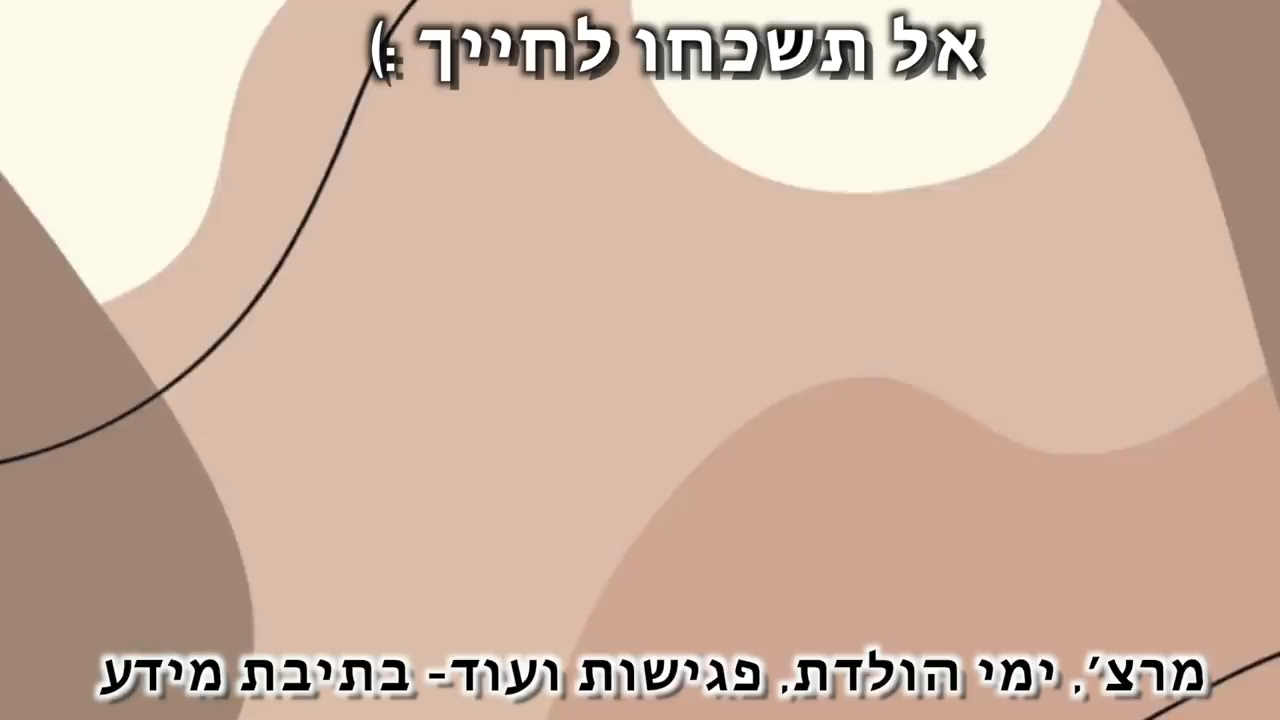 אל תשכחו לחייך :)
מרצ', ימי הולדת, פגישות ועוד- בתיבת מידע